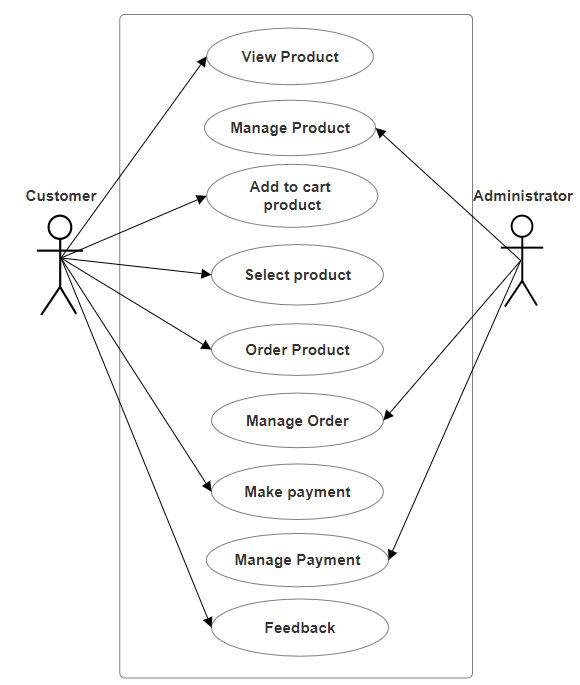 View Product
Manage Product
Customer
Add to cart
product
Administrator
Select product
Order Product
Manage Order
Make payment
Manage Payment
Feedback